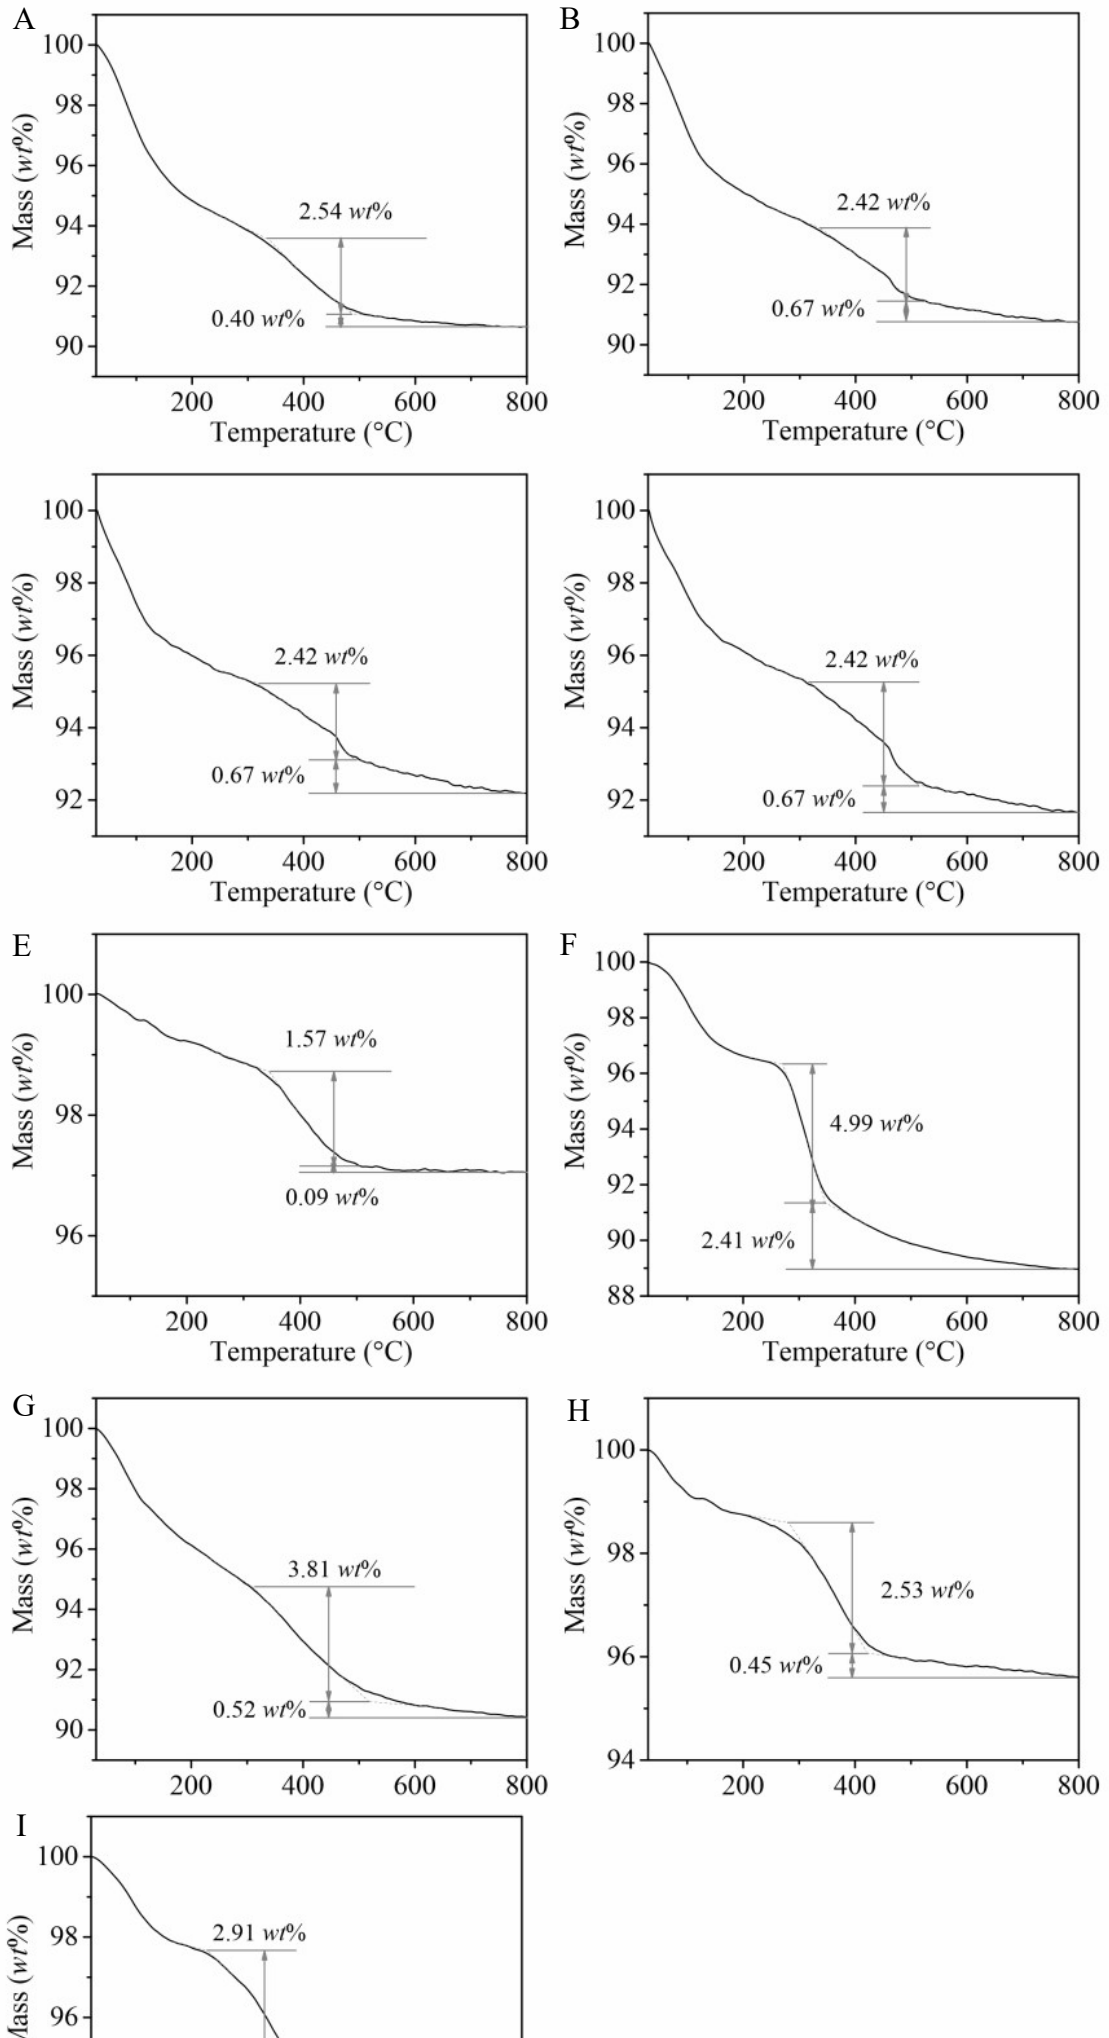 A
Mass (wt%)
100
98
96
94
92
90
2.54 wt%
0.40 wt%
200 400 600 800
Temperature (°C)
B
Mass (wt%)
100
98
96
94
92
90
2.42 wt%
0.67 wt%
200 400 600 800
Temperature (°C)
Mass (wt%)
100
98
96
94
92
2.42 wt%
0.67 wt%
200 400 600 800
Temperature (°C)
Mass (wt%)
100
98
96
94
92
2.42 wt%
0.67 wt%
200 400 600 800
Temperature (°C)
E
Mass (wt%)
100
98
96
1.57 wt%
0.09 wt%
200 400 600 800
Temperature (°C)
F
Mass (wt%)
100
98
96
94
92
90
88
4.99 wt%
2.41 wt%
200 400 600 800
Temperature (°C)
G
Mass (wt%)
100
98
96
94
92
90
3.81 wt%
0.52 wt%
200 400 600 800
H
Mass (wt%)
100
98
96
94
2.53 wt%
0.45 wt%
200 400 600 800
I
Mass (wt%)
100
98
96
2.91 wt%